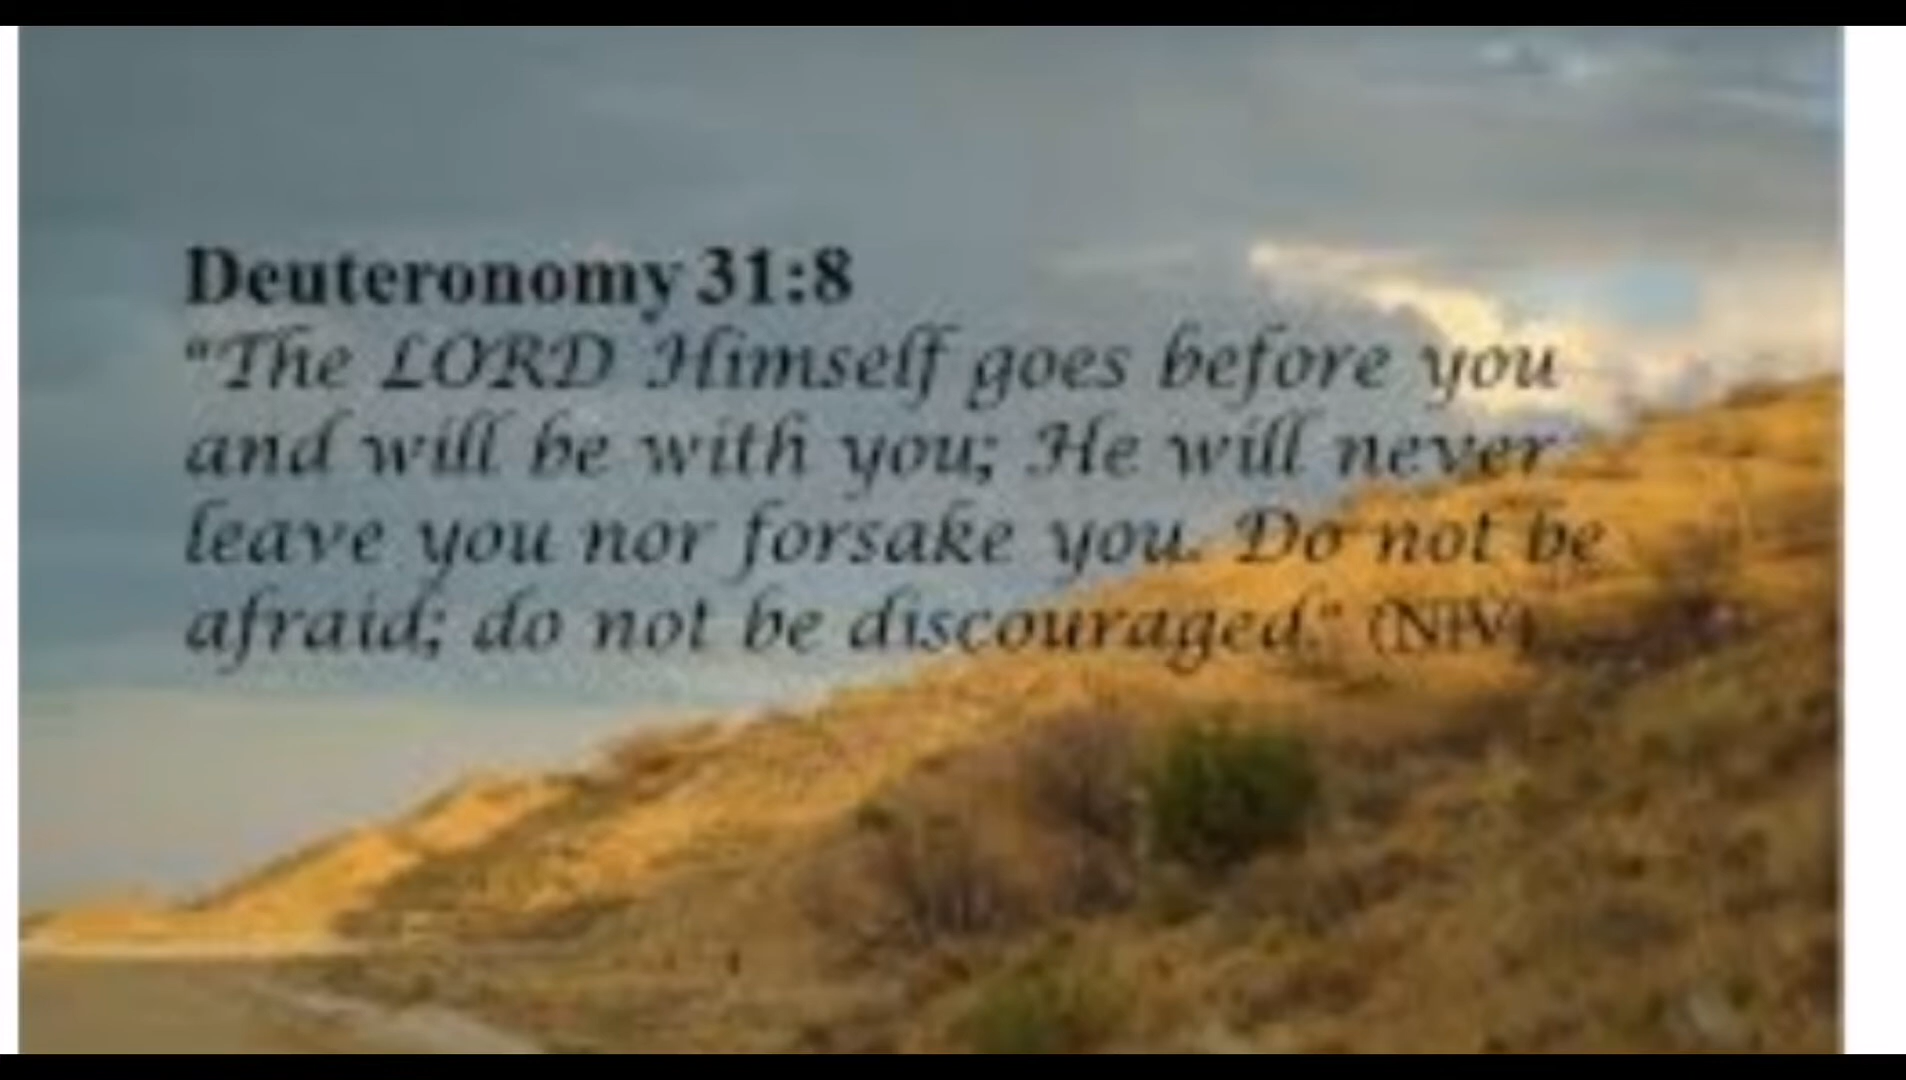 Deuteronomy 31:8
"The LORD Himself goes before you
and will be with you; He will never
leave you nor forsake you. Do not be
afraid; do not be discouraged." (NIV)